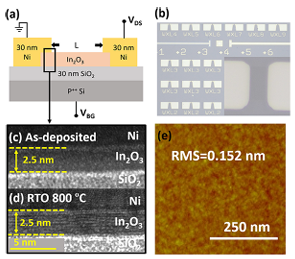 (a)
V_DS
30 nm
Ni
L
30 nm
Ni
In₂O₃
30 nm SiO₂
P⁺⁺ Si
V_BG
(b)
1 +2 +3 +4 +5 +6
(c) As-deposited
Ni
2.5 nm
In₂O₃
SiO₂
(d) RTO 800 °C
Ni
2.5 nm
In₂O₃
5 nm
SiO₂
(e)
RMS=0.152 nm
250 nm